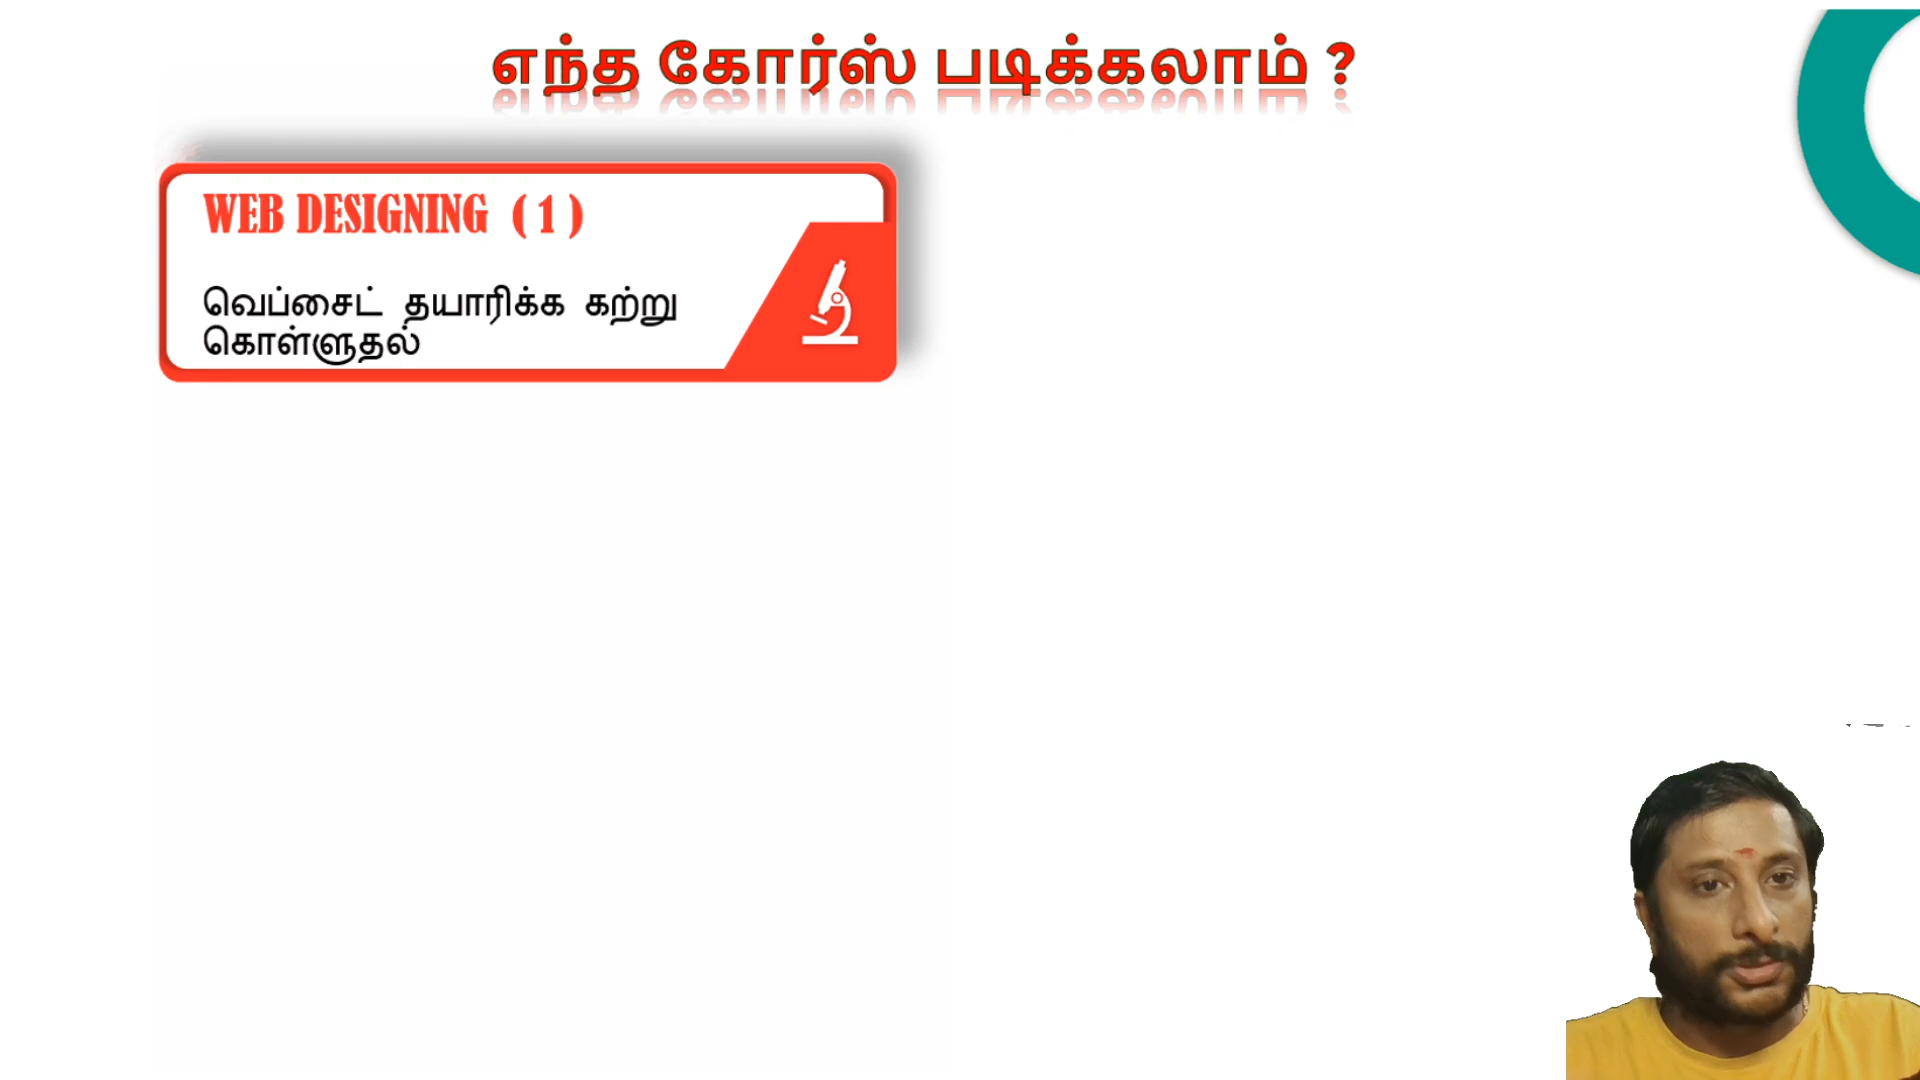 எந்த கோர்ஸ் படிக்கலாம் ?
WEB DESIGNING ( 1 )
வெப்சைட் தயாரிக்க கற்று
கொள்ளுதல்